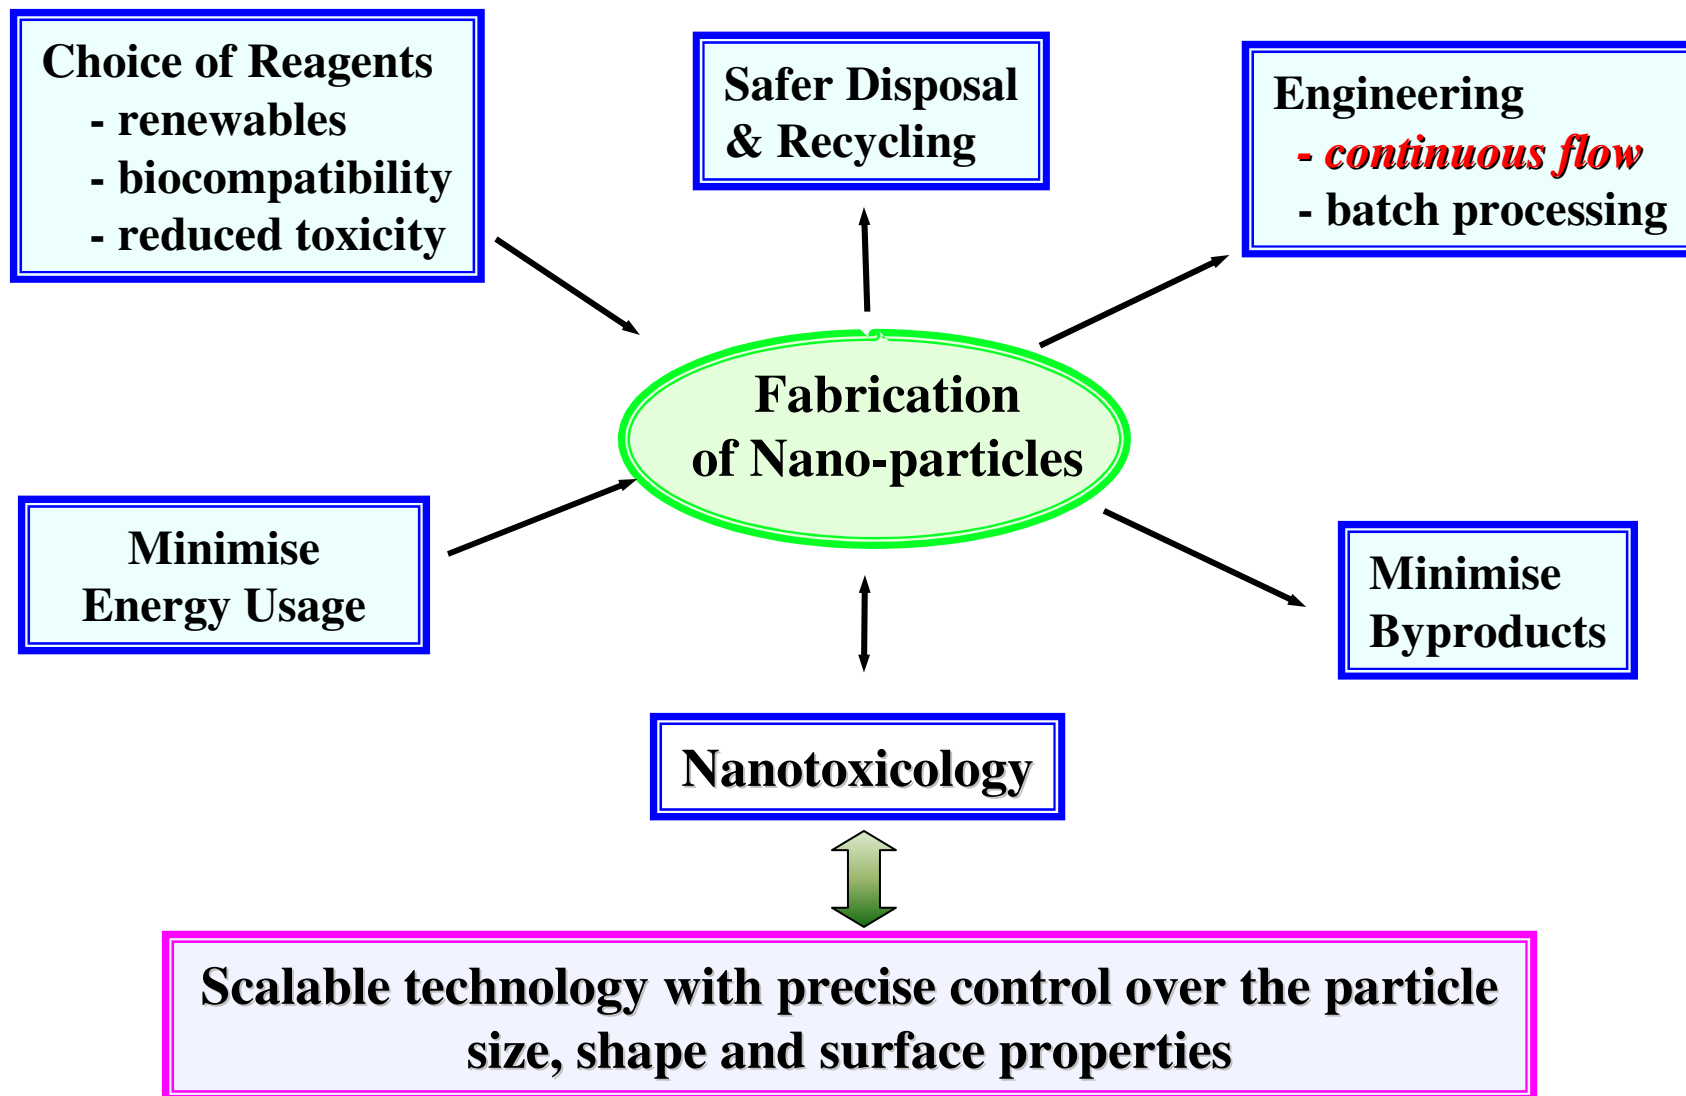 Choice of Reagents
- renewables
- biocompatibility
- reduced toxicity
Safer Disposal
& Recycling
Engineering
- continuous flow
- batch processing
Fabrication
of Nano-particles
Minimise
Energy Usage
Minimise
Byproducts
Nanotoxicology
Scalable technology with precise control over the particle
size, shape and surface properties